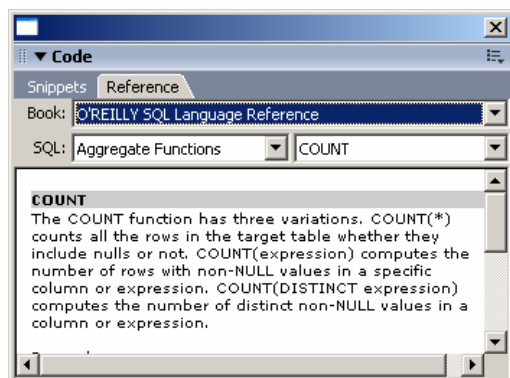 Code
Snippets Reference
Book: O'REILLY SQL Language Reference
SQL: Aggregate Functions COUNT
COUNT
The COUNT function has three variations. COUNT(*)
counts all the rows in the target table whether they
include nulls or not. COUNT(expression) computes the
number of rows with non-NULL values in a specific
column or expression. COUNT(DISTINCT expression)
computes the number of distinct non-NULL values in a
column or expression.